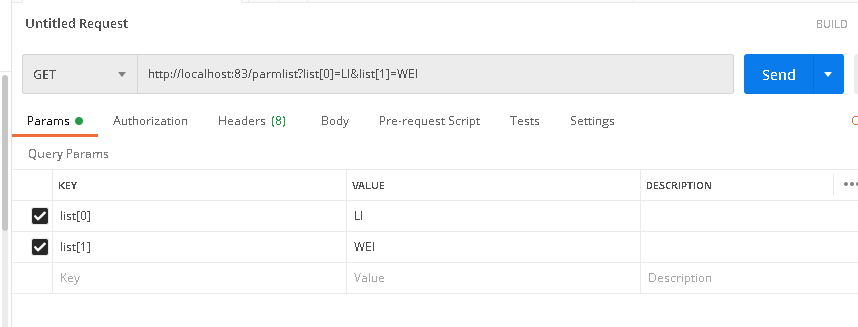 Untitled Request
BUILD
GET
http://localhost:83/parmlist?list[0]=LI&list[1]=WEI
Send
Params
Authorization
Headers (8)
Body
Pre-request Script
Tests
Settings
Query Params
KEY VALUE DESCRIPTION
list[0] LI
list[1] WEI
Key Value Description